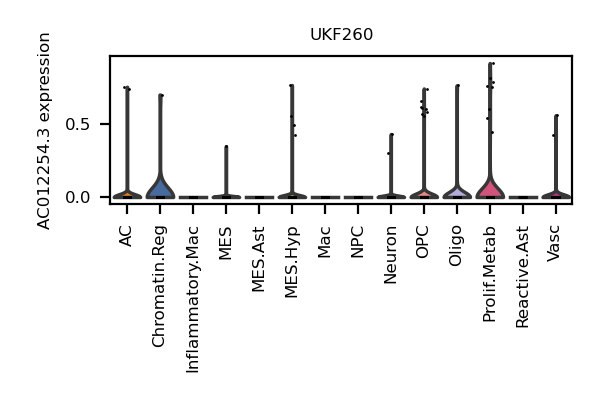 UKF260
AC012254.3 expression
0.5
0.0
AC
Chromatin.Reg
Inflammatory.Mac
MES
MES.Ast
MES.Hyp
Mac
NPC
Neuron
OPC
Oligo
Prolif.Metab
Reactive.Ast
Vasc